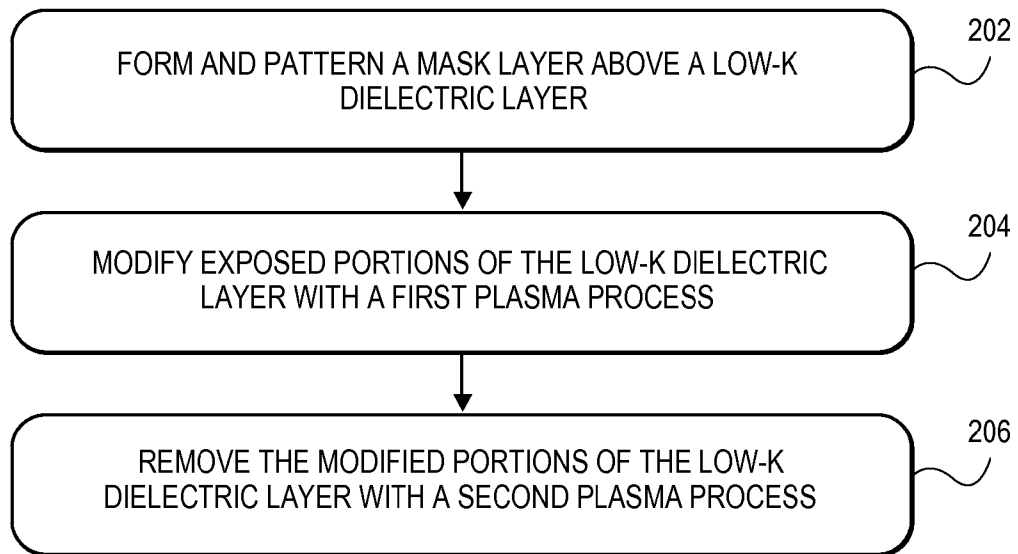 202
FORM AND PATTERN A MASK LAYER ABOVE A LOW-K
DIELECTRIC LAYER
204
MODIFY EXPOSED PORTIONS OF THE LOW-K DIELECTRIC
LAYER WITH A FIRST PLASMA PROCESS
206
REMOVE THE MODIFIED PORTIONS OF THE LOW-K
DIELECTRIC LAYER WITH A SECOND PLASMA PROCESS